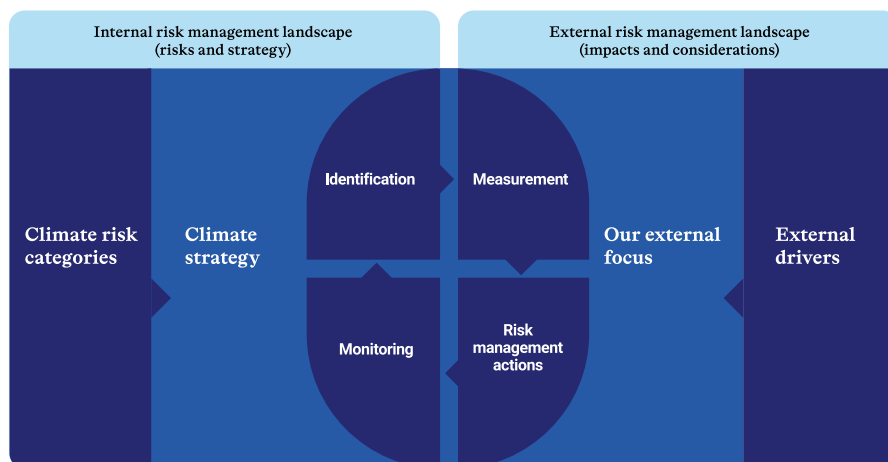 Internal risk management landscape
(risks and strategy)
External risk management landscape
(impacts and considerations)
Climate risk
categories
Climate
strategy
Identification
Measurement
Monitoring
Risk
management
actions
Our external
focus
External
drivers